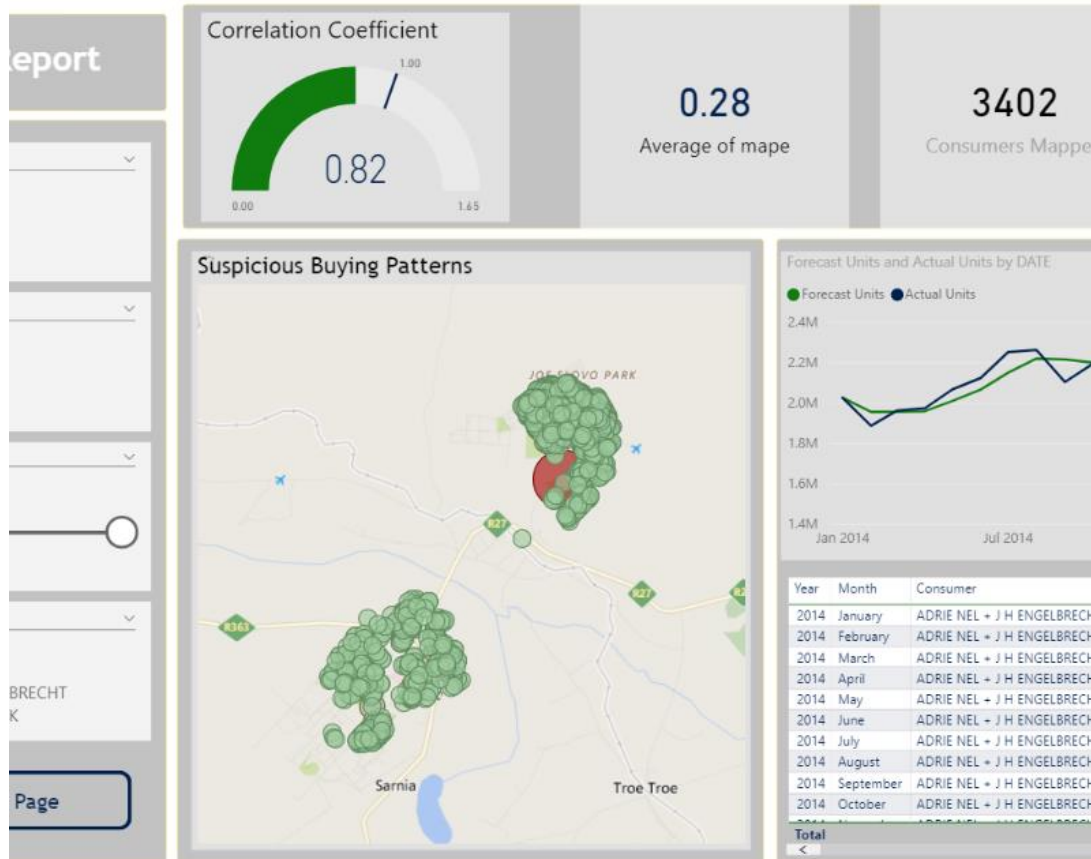 Report
BRECHT
K
Page
Correlation Coefficient
1.00
0.82
0.00
1.65
0.28
Average of mape
3402
Consumers Mappe
Suspicious Buying Patterns
JOE SLOVO PARK
R27
R27
R363
Sarnia
Troe Troe
Forecast Units and Actual Units by DATE
Forecast Units Actual Units
2.4M
2.2M
2.0M
1.8M
1.6M
1.4M
Jan 2014 Jul 2014
Year Month Consumer
2014 January ADRIE NEL + J H ENGELBRECH
2014 February ADRIE NEL + J H ENGELBRECH
2014 March ADRIE NEL + J H ENGELBRECH
2014 April ADRIE NEL + J H ENGELBRECH
2014 May ADRIE NEL + J H ENGELBRECH
2014 June ADRIE NEL + J H ENGELBRECH
2014 July ADRIE NEL + J H ENGELBRECH
2014 August ADRIE NEL + J H ENGELBRECH
2014 September ADRIE NEL + J H ENGELBRECH
2014 October ADRIE NEL + J H ENGELBRECH
Total